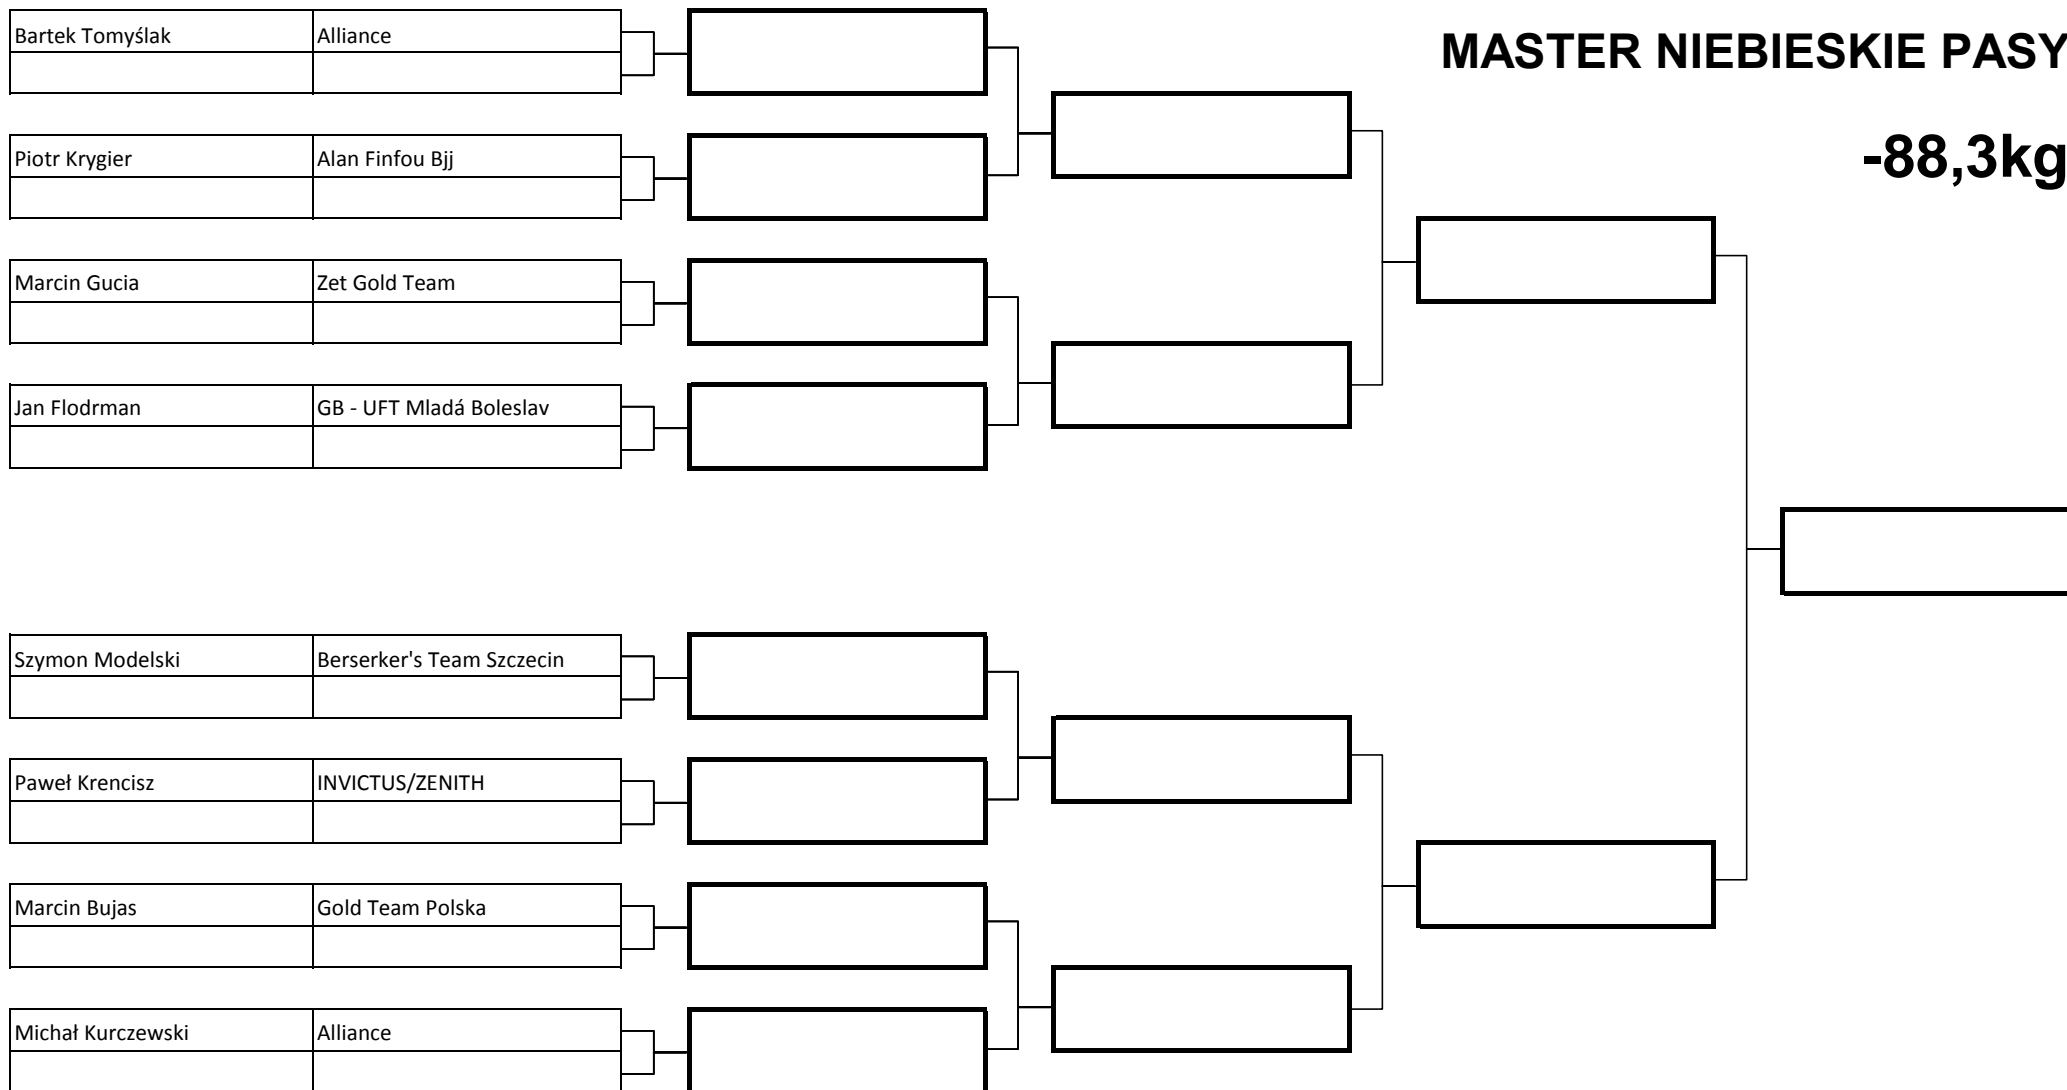 MASTER NIEBIESKIE PASY
-88,3kg
Bartek Tomyślak Alliance
Piotr Krygier Alan Finfou Bjj
Marcin Gucia Zet Gold Team
Jan Flodrman GB - UFT Mladá Boleslav
Szymon Modelski Berserker's Team Szczecin
Paweł Krencisz INVICTUS/ZENITH
Marcin Bujas Gold Team Polska
Michał Kurczewski Alliance